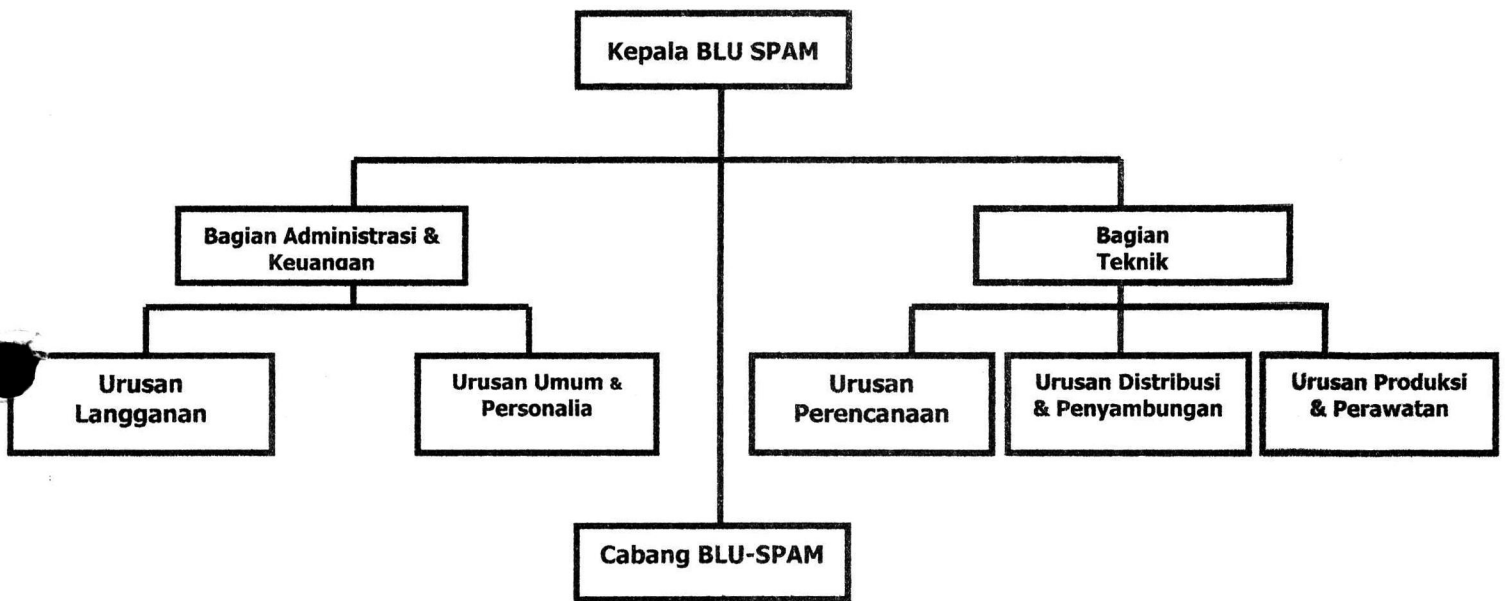 Kepala BLU SPAM
Bagian Administrasi &
Keuangan
Bagian
Teknik
Urusan
Langganan
Urusan Umum &
Personalia
Urusan
Perencanaan
Urusan Distribusi
& Penyambungan
Urusan Produksi
& Perawatan
Cabang BLU-SPAM